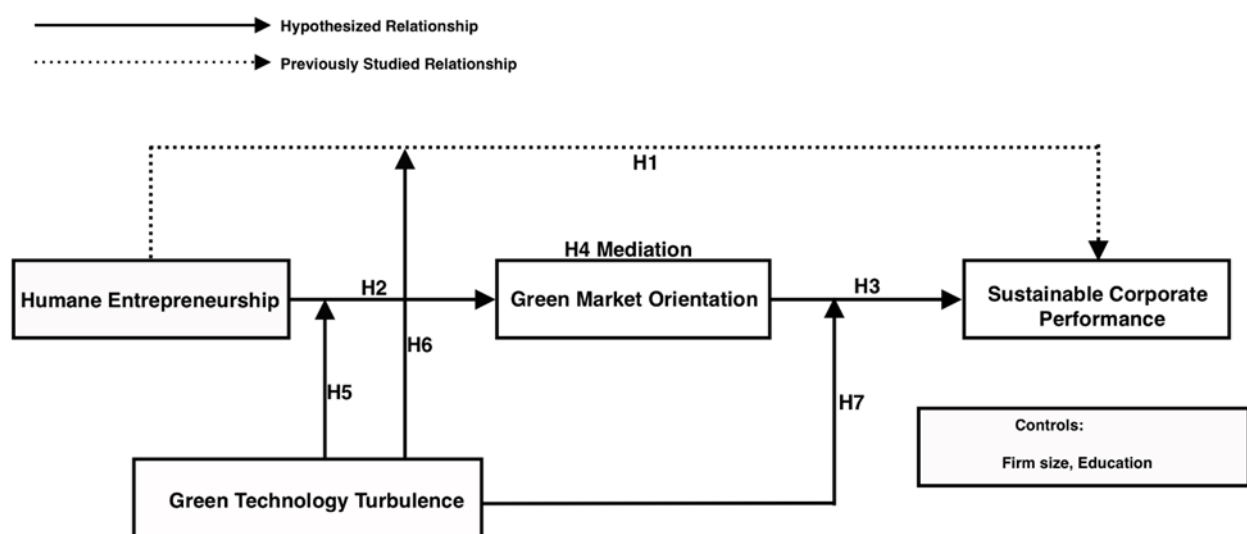 Hypothesized Relationship
Previously Studied Relationship
H1
H4 Mediation
Humane Entrepreneurship
H2
Green Market Orientation
H3
Sustainable Corporate
Performance
H6
H5
H7
Controls:
Firm size, Education
Green Technology Turbulence